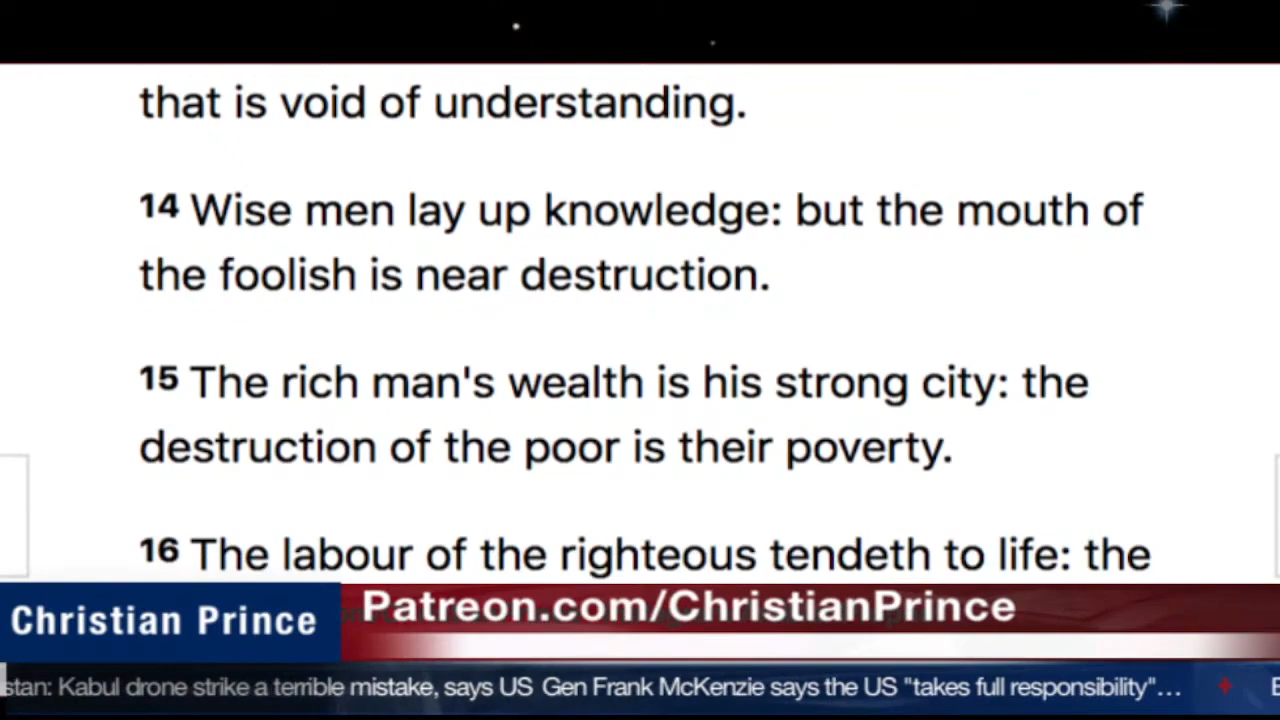 that is void of understanding.
14 Wise men lay up knowledge: but the mouth of
the foolish is near destruction.
15 The rich man's wealth is his strong city: the
destruction of the poor is their poverty.
16 The labour of the righteous tendeth to life: the
Christian Prince
Patreon.com/ChristianPrince
stan: Kabul drone strike a terrible mistake, says US Gen Frank McKenzie says the US "takes full responsibility"...